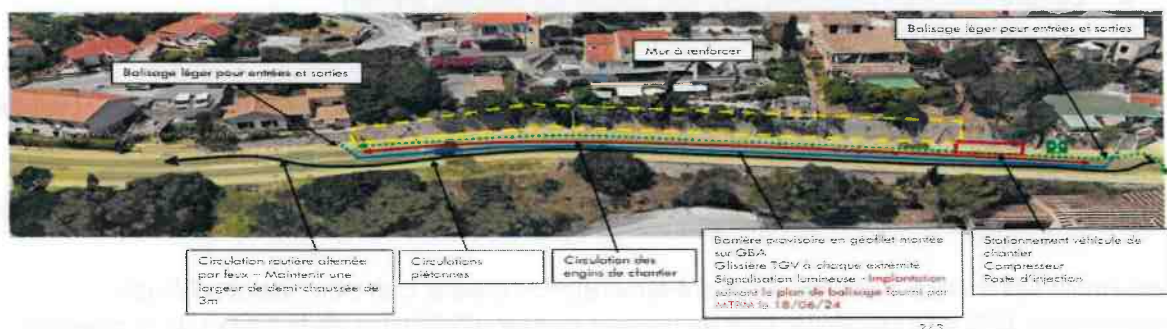 Balisage léger pour entrées et sorties
Mur à renforcer
Balisage léger pour entrées et sorties
Circulation routière alternée
par feux – Maintenir une
largeur de demi-chaussée de
3m
Circulations
piétonnes
Circulation des
engins de chantier
Barrière provisoire en géofilet montée
sur GBA
Glissière TGV à chaque extrémité
Signalisation lumineuse – Implantation
suivant le plan de balisage fourni par
MTPM le 18/06/24
Stationnement véhicule de
chantier
Compresseur
Poste d'injection